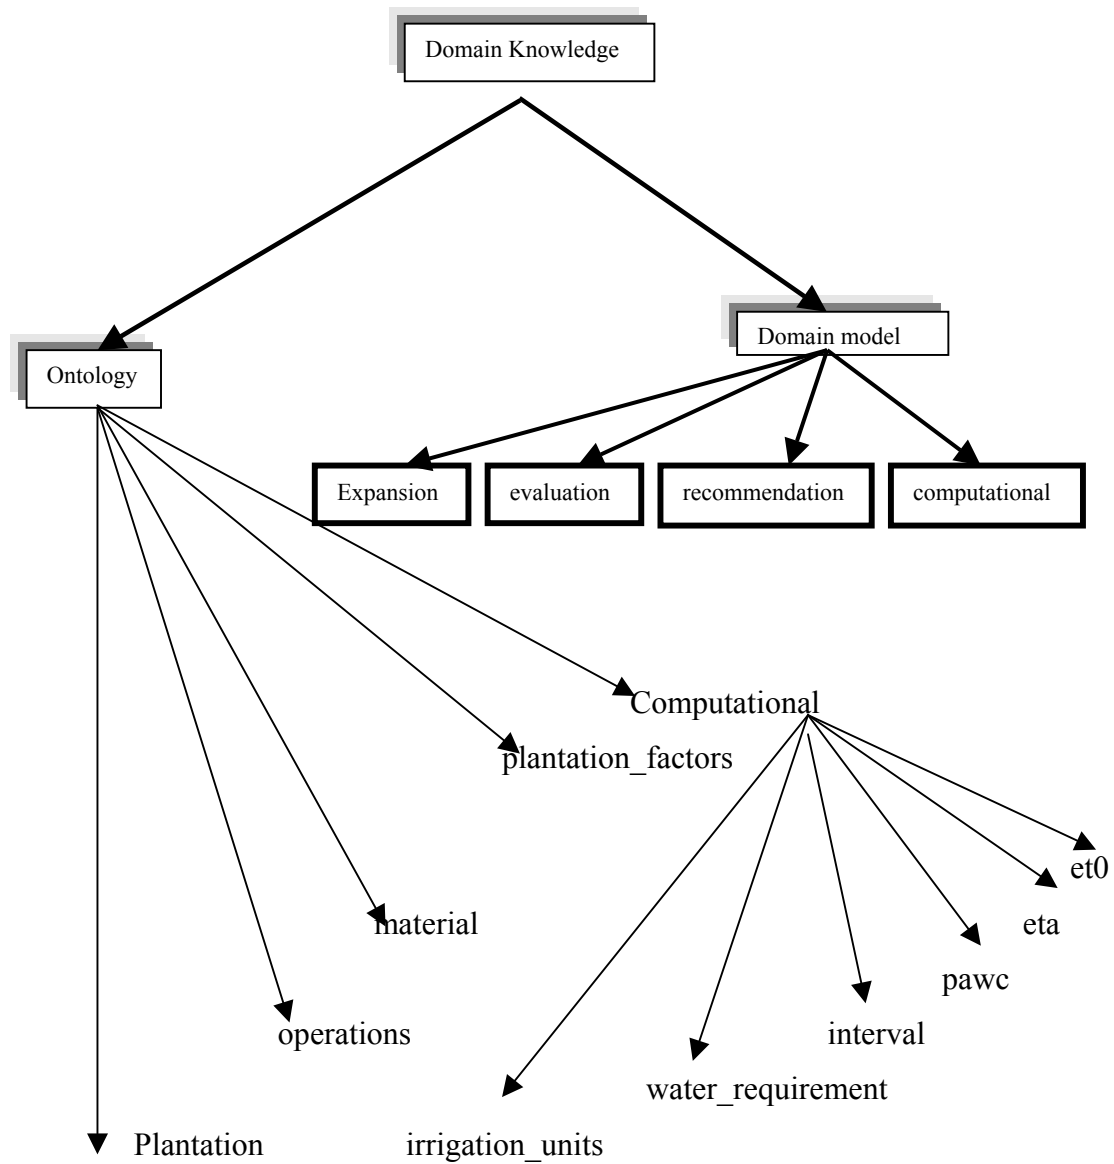 Domain Knowledge
Domain model
Ontology
Expansion
evaluation
recommendation
computational
Computational
plantation_factors
et0
material
eta
pawc
operations
interval
water_requirement
Plantation
irrigation_units